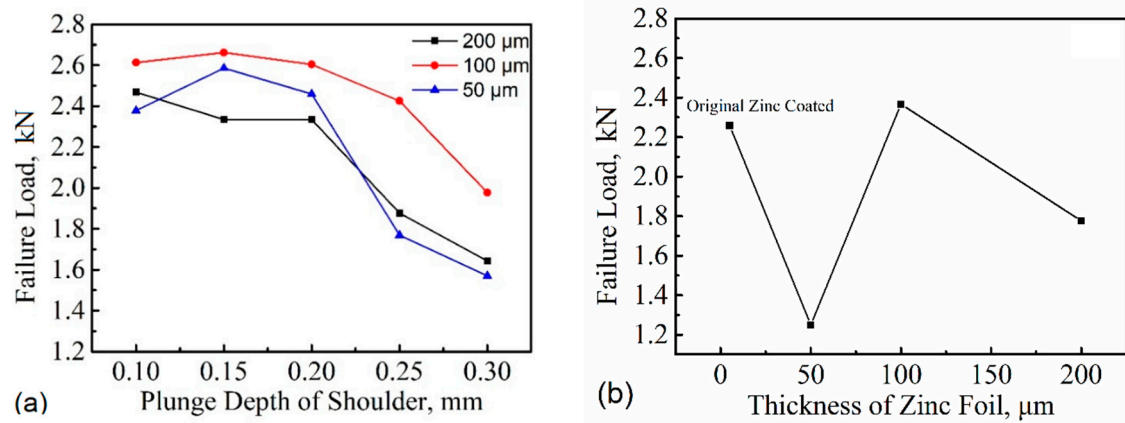 2.8
2.6
2.4
2.2
2.0
1.8
1.6
1.4
1.2
Failure Load, kN
200 μm
100 μm
50 μm
0.10 0.15 0.20 0.25 0.30
Plunge Depth of Shoulder, mm
(a)
2.8
2.6
2.4
2.2
2.0
1.8
1.6
1.4
1.2
Failure Load, kN
Original Zinc Coated
0 50 100 150 200
Thickness of Zinc Foil, μm
(b)